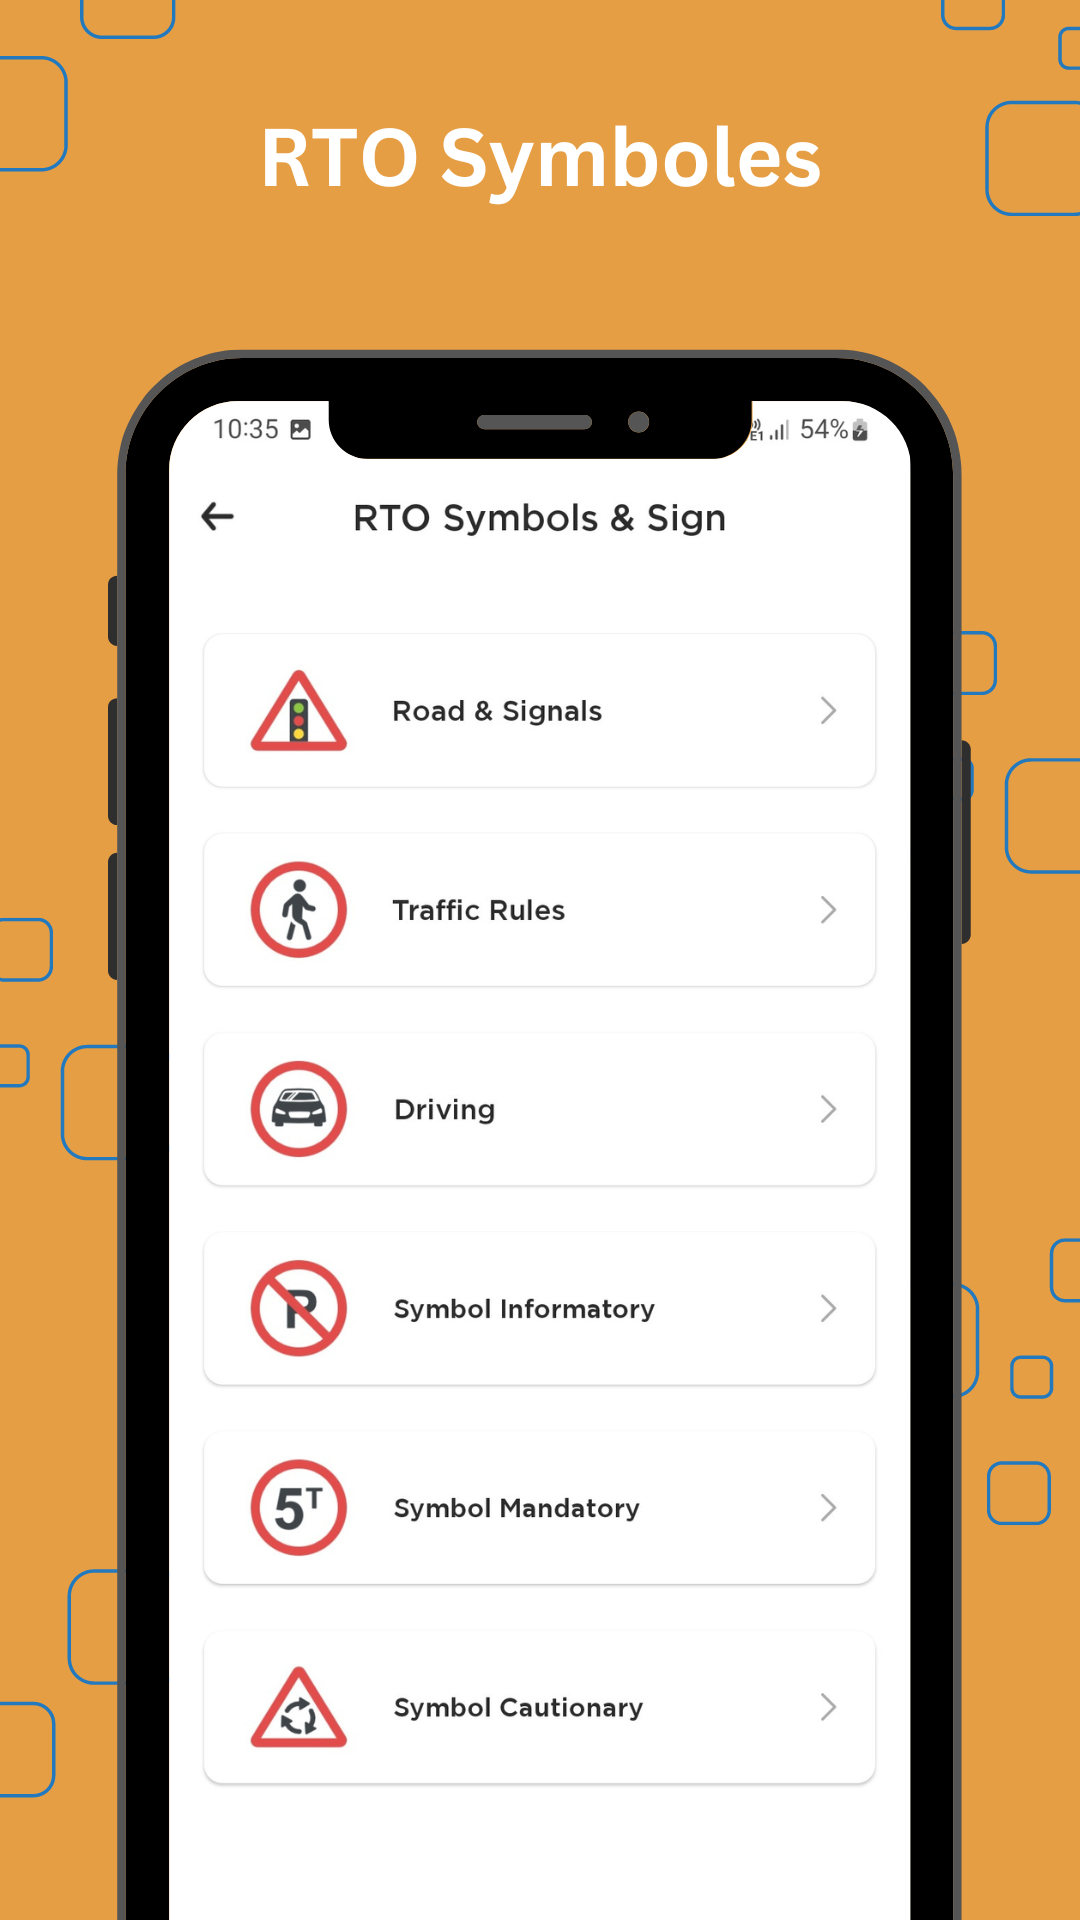 RTO Symboles
10:35 54%
RTO Symbols & Sign
Road & Signals
Traffic Rules
Driving
P
Symbol Informatory
5T
Symbol Mandatory
Symbol Cautionary